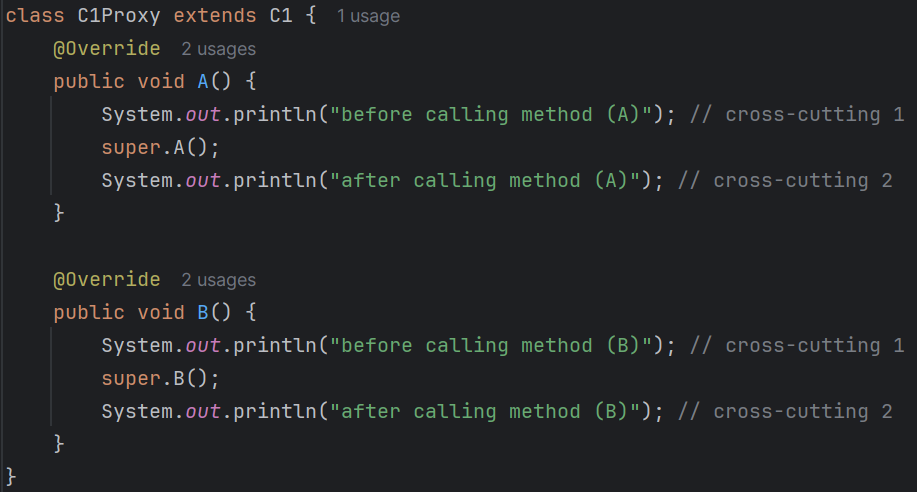 class C1Proxy extends C1 { 1 usage
@Override 2 usages
public void A() {
System.out.println("before calling method (A)"); // cross-cutting 1
super.A();
System.out.println("after calling method (A)"); // cross-cutting 2
}
@Override 2 usages
public void B() {
System.out.println("before calling method (B)"); // cross-cutting 1
super.B();
System.out.println("after calling method (B)"); // cross-cutting 2
}
}